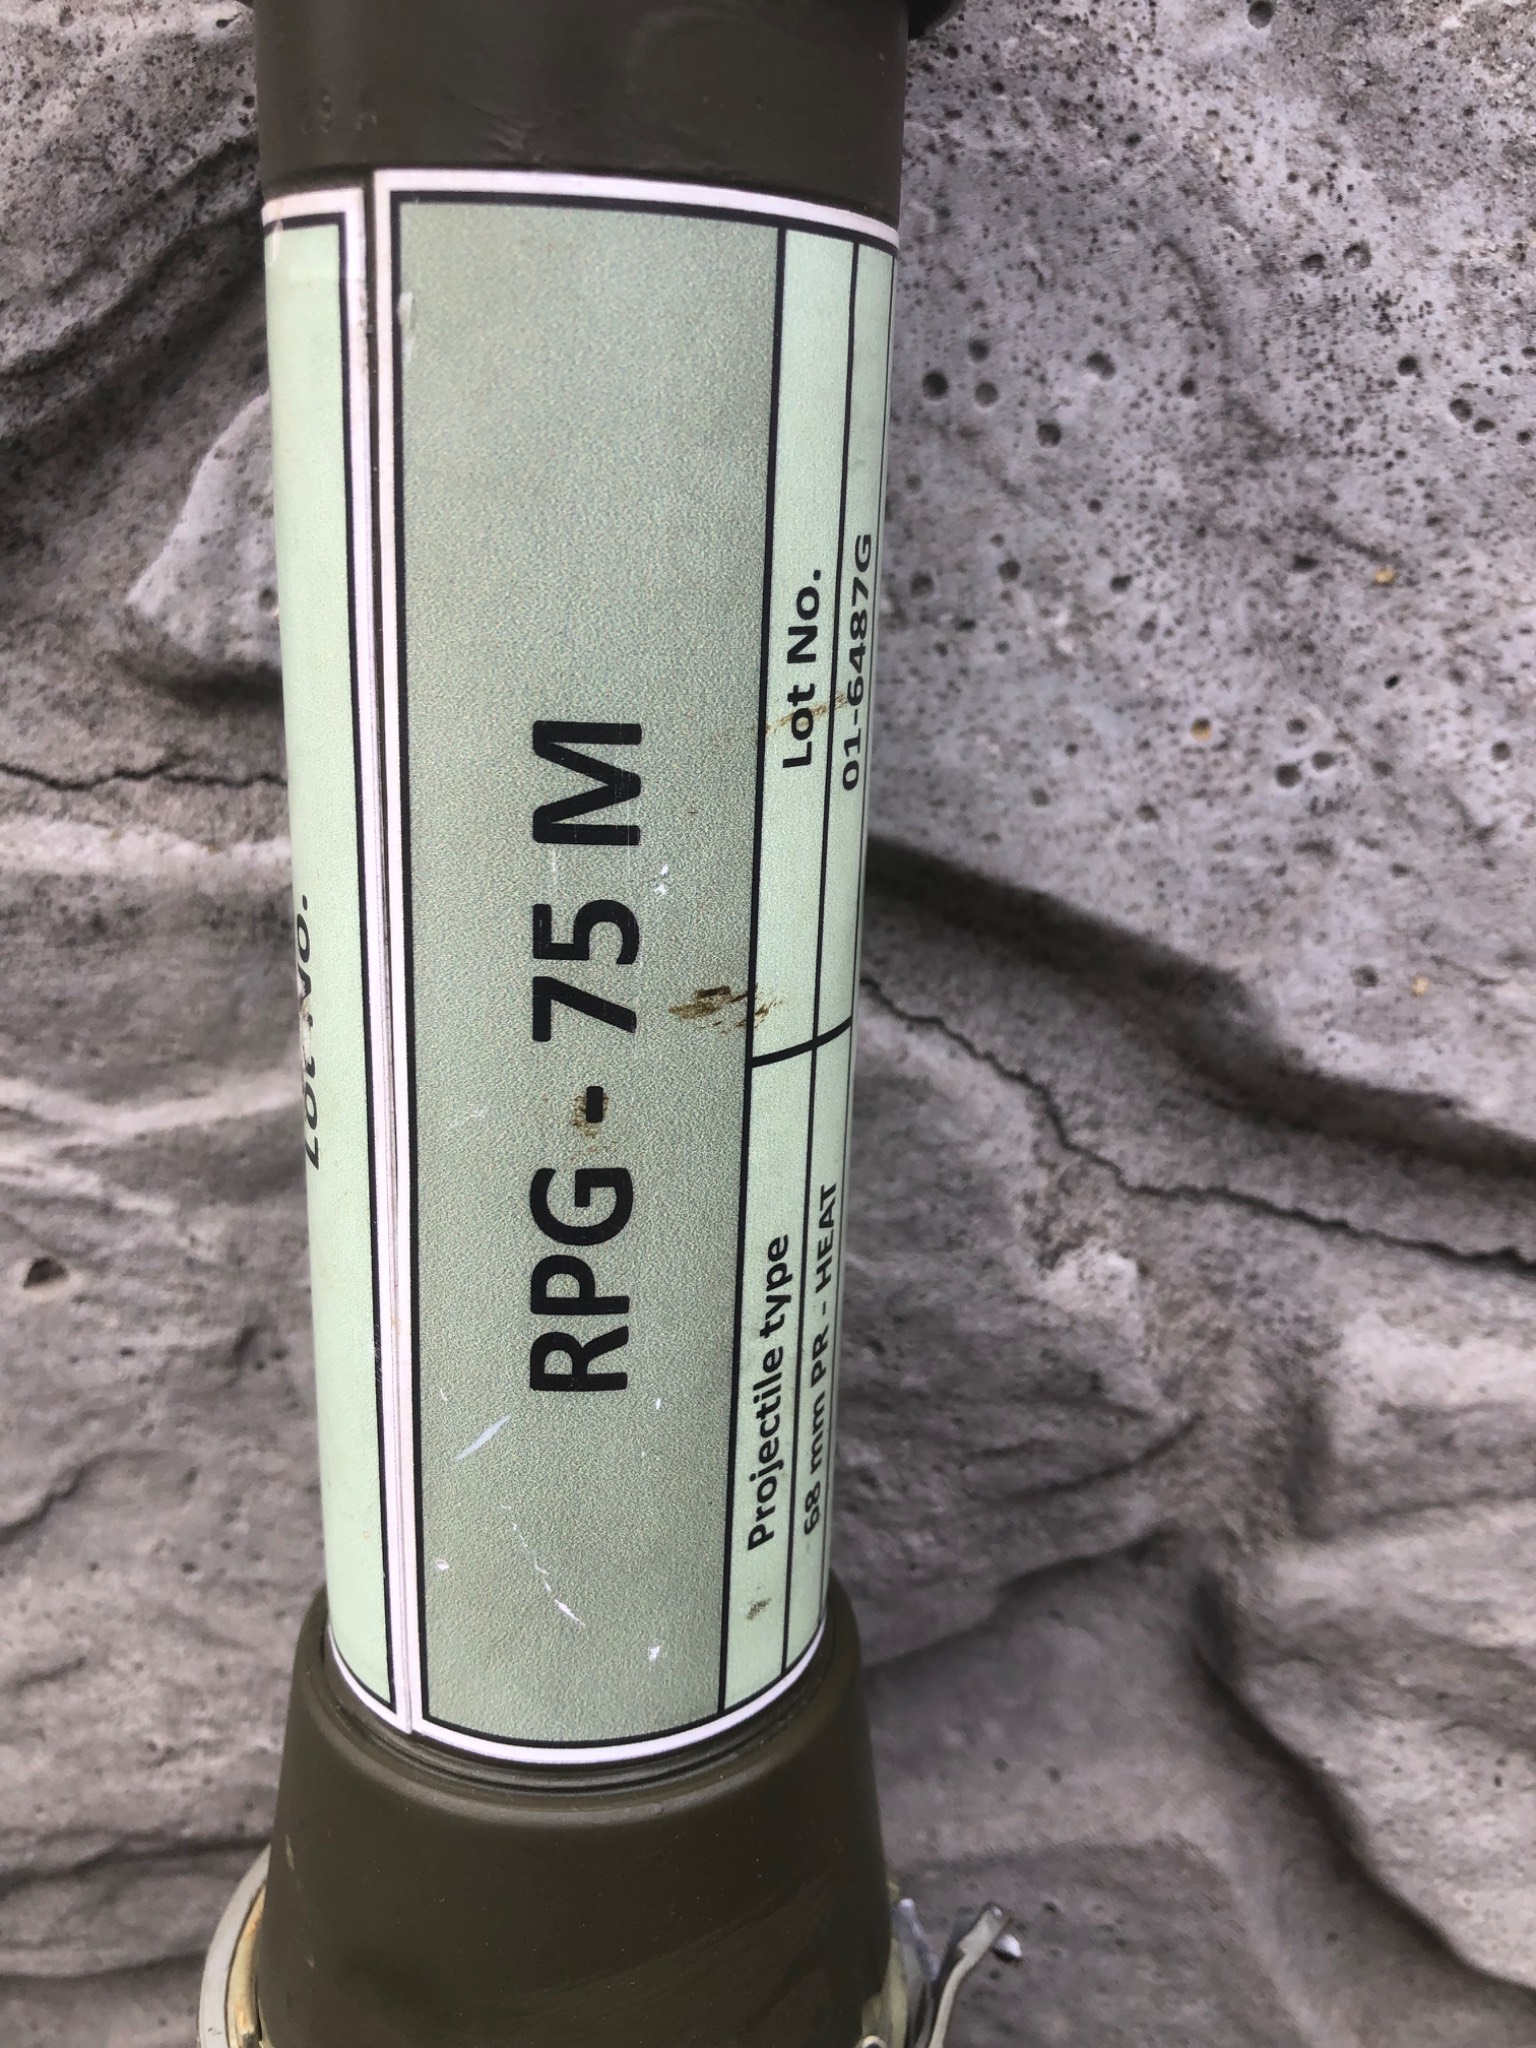 RPG - 75 M
Projectile type
Lot No.
68 mm PR - HEAT
01-6487G
Lot No.